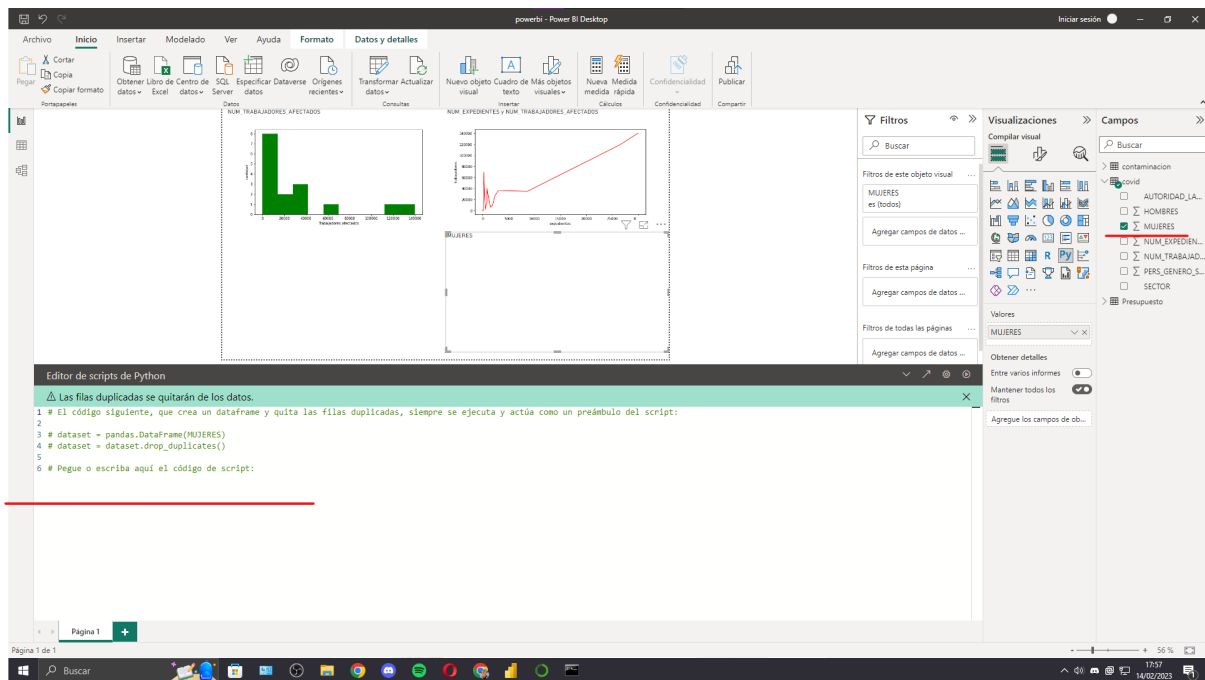 powerbi - Power BI Desktop
Iniciar sesión
Archivo Inicio Insertar Modelado Ver Ayuda Formato Datos y detalles
Pegar
Cortar
Copia
Copiar formato
Portapapeles
Obtener datos
Libro de Excel
Centro de datos
SQL Server
Especificar datos
Dataverse
Orígenes recientes
Datos
Transformar datos
Actualizar
Consultas
Nuevo objeto visual
Cuadro de texto
Más objetos visuales
Insertar
Nueva medida
Medida rápida
Cálculos
Confidencialidad
Confidencialidad
Publicar
Compartir
NUM_TRABAJADORES_AFECTADOS
NUM_EXPEDIENTES y NUM_TRABAJADORES_AFECTADOS
MUJERES
Filtros
Buscar
Filtros de este objeto visual ...
MUJERES
es (todos)
Agregar campos de datos ...
Filtros de esta página ...
Agregar campos de datos ...
Filtros de todas las páginas ...
Agregar campos de datos ...
Visualizaciones
Compilar visual
R Py
Valores
MUJERES
Obtener detalles
Entre varios informes
Mantener todos los filtros
Agregue los campos de ob...
Campos
Buscar
contaminacion
covid
AUTORIDAD_LA...
∑ HOMBRES
∑ MUJERES
∑ NUM_EXPEDIEN...
∑ NUM_TRABAJAD...
∑ PERS_GENERO_S...
SECTOR
Presupuesto
Editor de scripts de Python
Las filas duplicadas se quitarán de los datos.
1 # El código siguiente, que crea un dataframe y quita las filas duplicadas, siempre se ejecuta y actúa como un preámbulo del script:
2
3 # dataset = pandas.DataFrame(MUJERES)
4 # dataset = dataset.drop_duplicates()
5
6 # Pegue o escriba aquí el código de script:
Página 1
Página 1 de 1
56 %
Buscar
17:57
14/02/2023